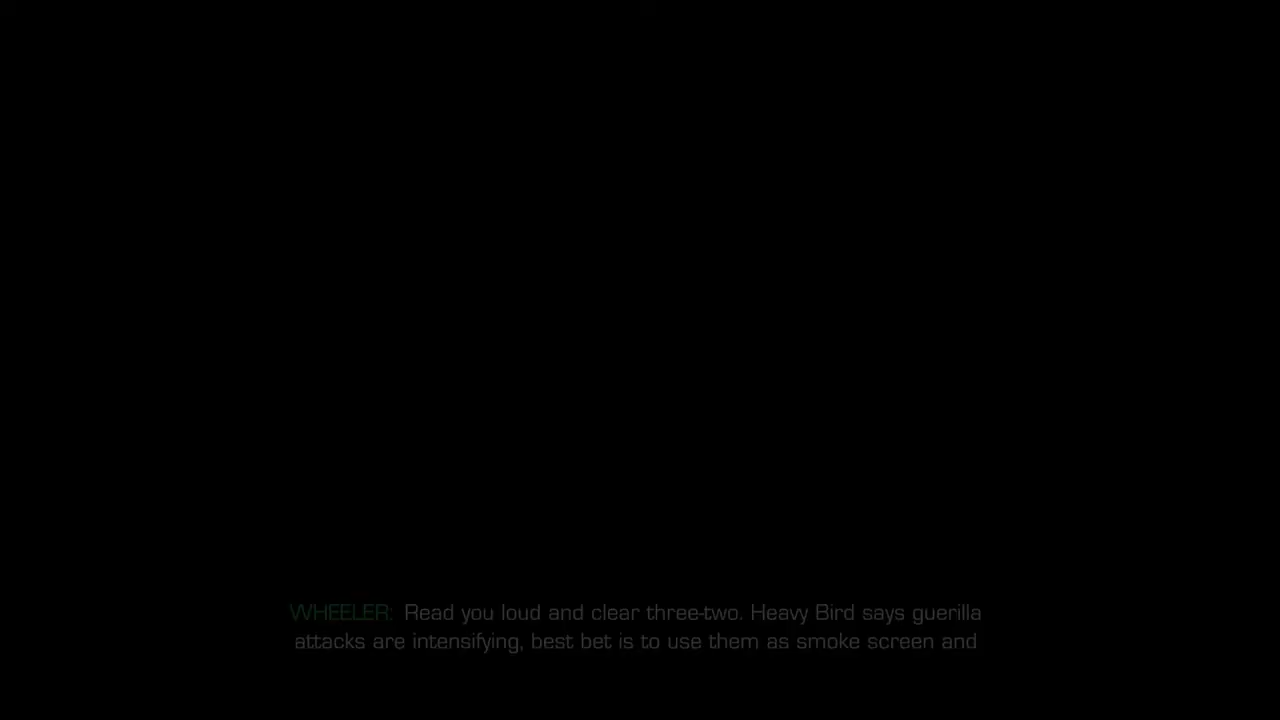 WHEELER: Read you loud and clear three-two. Heavy Bird says guerilla
attacks are intensifying, best bet is to use them as smoke screen and